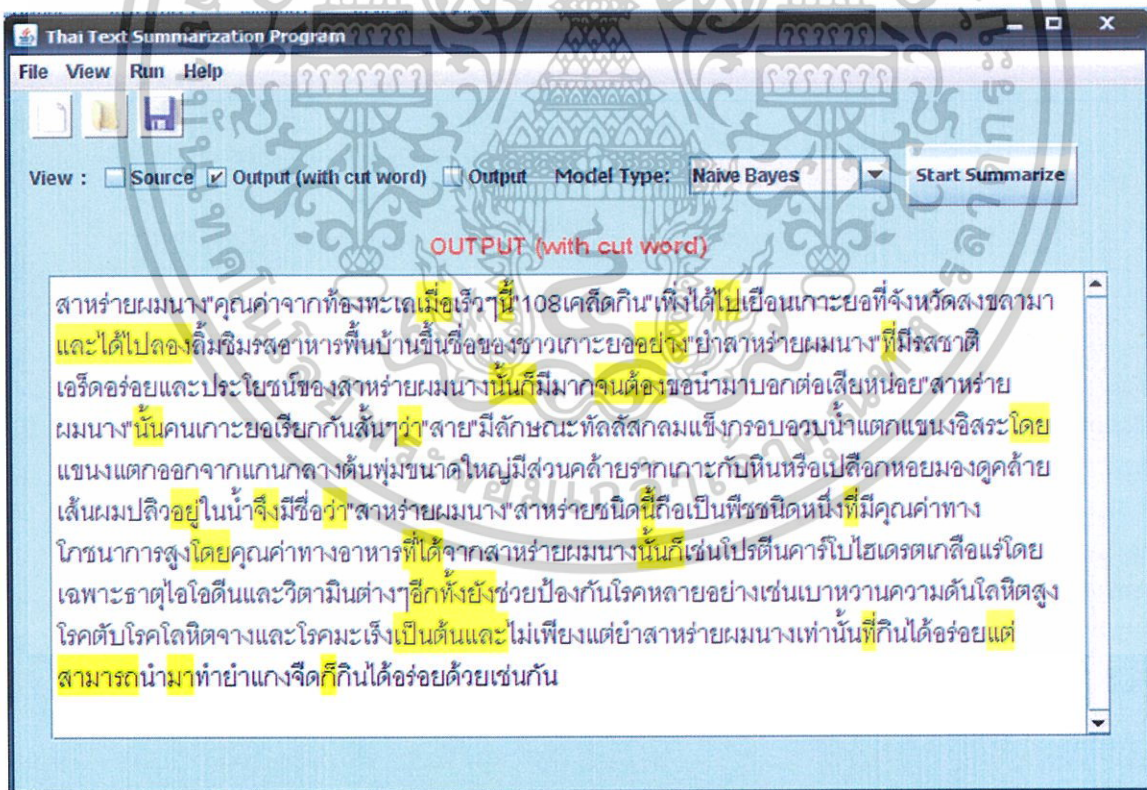 Thai Text Summarization Program
File View Run Help
View : Source Output (with cut word) Output Model Type: Naive Bayes Start Summarize
OUTPUT (with cut word)
สาหร่ายผมนาง"คุณค่าจากท้องทะเลเมื่อเร็วๆนี้"108เคล็ดกิน"เพิ่งได้ไปเยือนเกาะยอที่จังหวัดสงขลามา
และได้ไปลองลิ้มชิมรสอาหารพื้นบ้านขึ้นชื่อของชาวเกาะยออย่าง"ยำสาหร่ายผมนาง"ที่มีรสชาติ
เอร็ดอร่อยและประโยชน์ของสาหร่ายผมนางนั้นก็มีมากจนต้องขอนำมาบอกต่อเสียหน่อย"สาหร่าย
ผมนาง"นั้นคนเกาะยอเรียกกันสั้นๆว่า"สาย"มีลักษณะทัลลัสกลมแข็งกรอบอวบน้ำแตกแขนงอิสระโดย
แขนงแตกออกจากแกนกลางต้นพุ่มขนาดใหญ่มีส่วนคล้ายรากเกาะกับหินหรือเปลือกหอยมองดูคล้าย
เส้นผมปลิวอยู่ในน้ำจึงมีชื่อว่า"สาหร่ายผมนาง"สาหร่ายชนิดนี้ถือเป็นพืชชนิดหนึ่งที่มีคุณค่าทาง
โภชนาการสูงโดยคุณค่าทางอาหารที่ได้จากสาหร่ายผมนางนั้นก็เช่นโปรตีนคาร์โบไฮเดรตเกลือแร่โดย
เฉพาะธาตุไอโอดีนและวิตามินต่างๆอีกทั้งยังช่วยป้องกันโรคหลายอย่างเช่นเบาหวานความดันโลหิตสูง
โรคตับโรคโลหิตจางและโรคมะเร็งเป็นต้นและไม่เพียงแต่ยำสาหร่ายผมนางเท่านั้นที่กินได้อร่อยแต่
สามารถนำมาทำยำแกงจืดก็กินได้อร่อยด้วยเช่นกัน